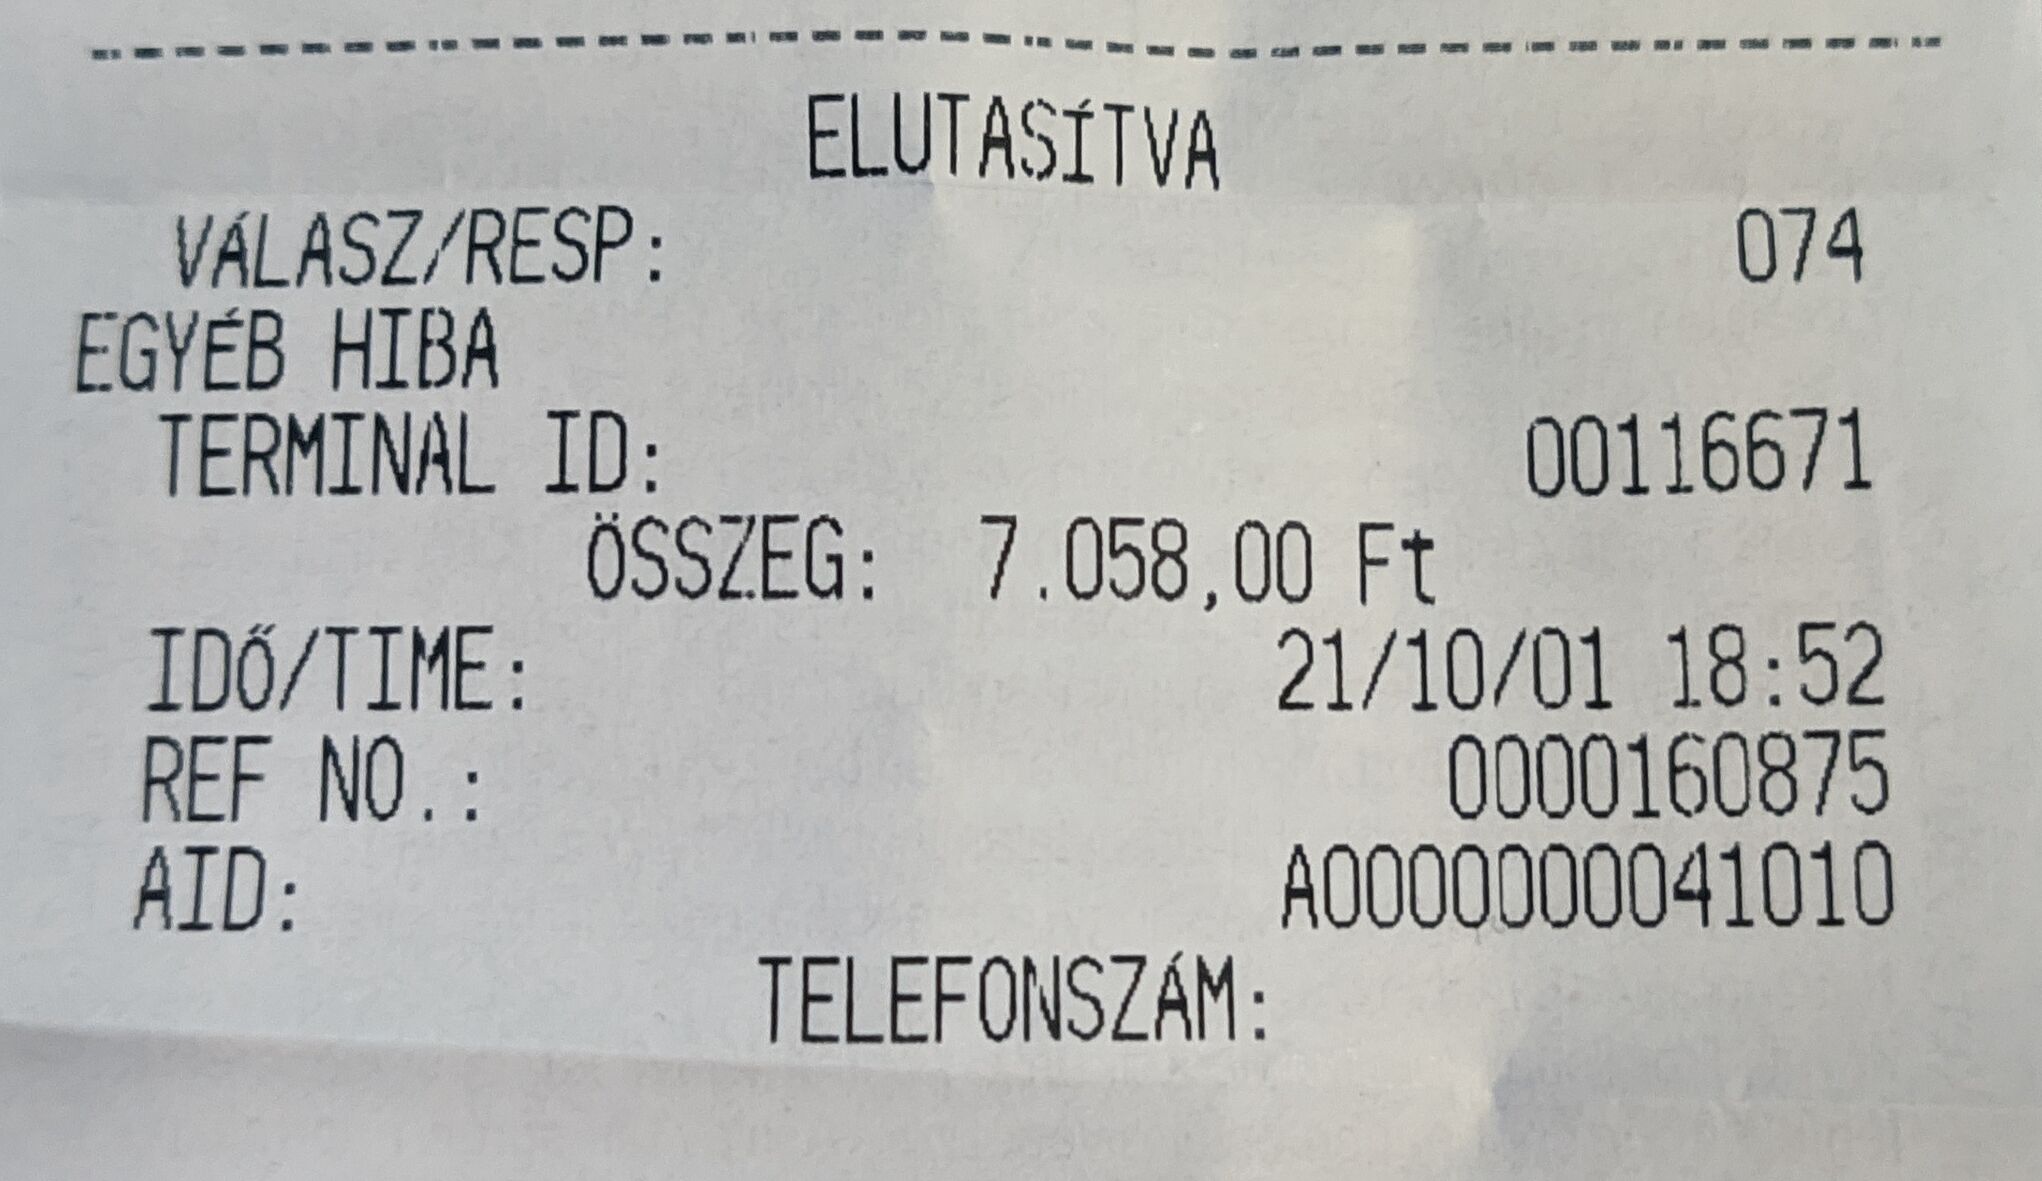 ELUTASÍTVA
VÁLASZ/RESP: 074
EGYÉB HIBA
TERMINAL ID: 00116671
ÖSSZEG: 7.058,00 Ft
IDŐ/TIME: 21/10/01 18:52
REF NO.: 0000160875
AID: A0000000041010
TELEFONSZÁM: